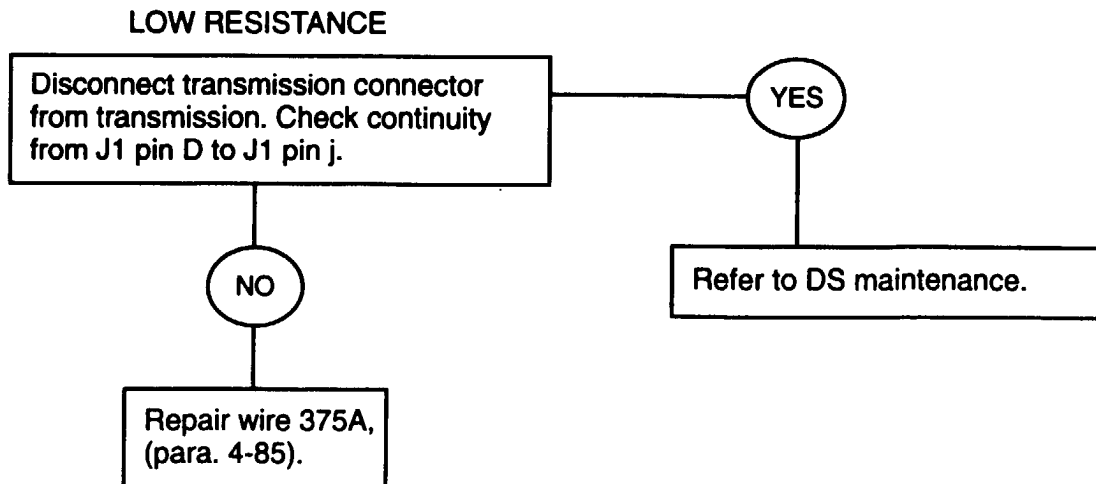 LOW RESISTANCE
Disconnect transmission connector
from transmission. Check continuity
from J1 pin D to J1 pin j.
YES
NO
Refer to DS maintenance.
Repair wire 375A,
(para. 4-85).